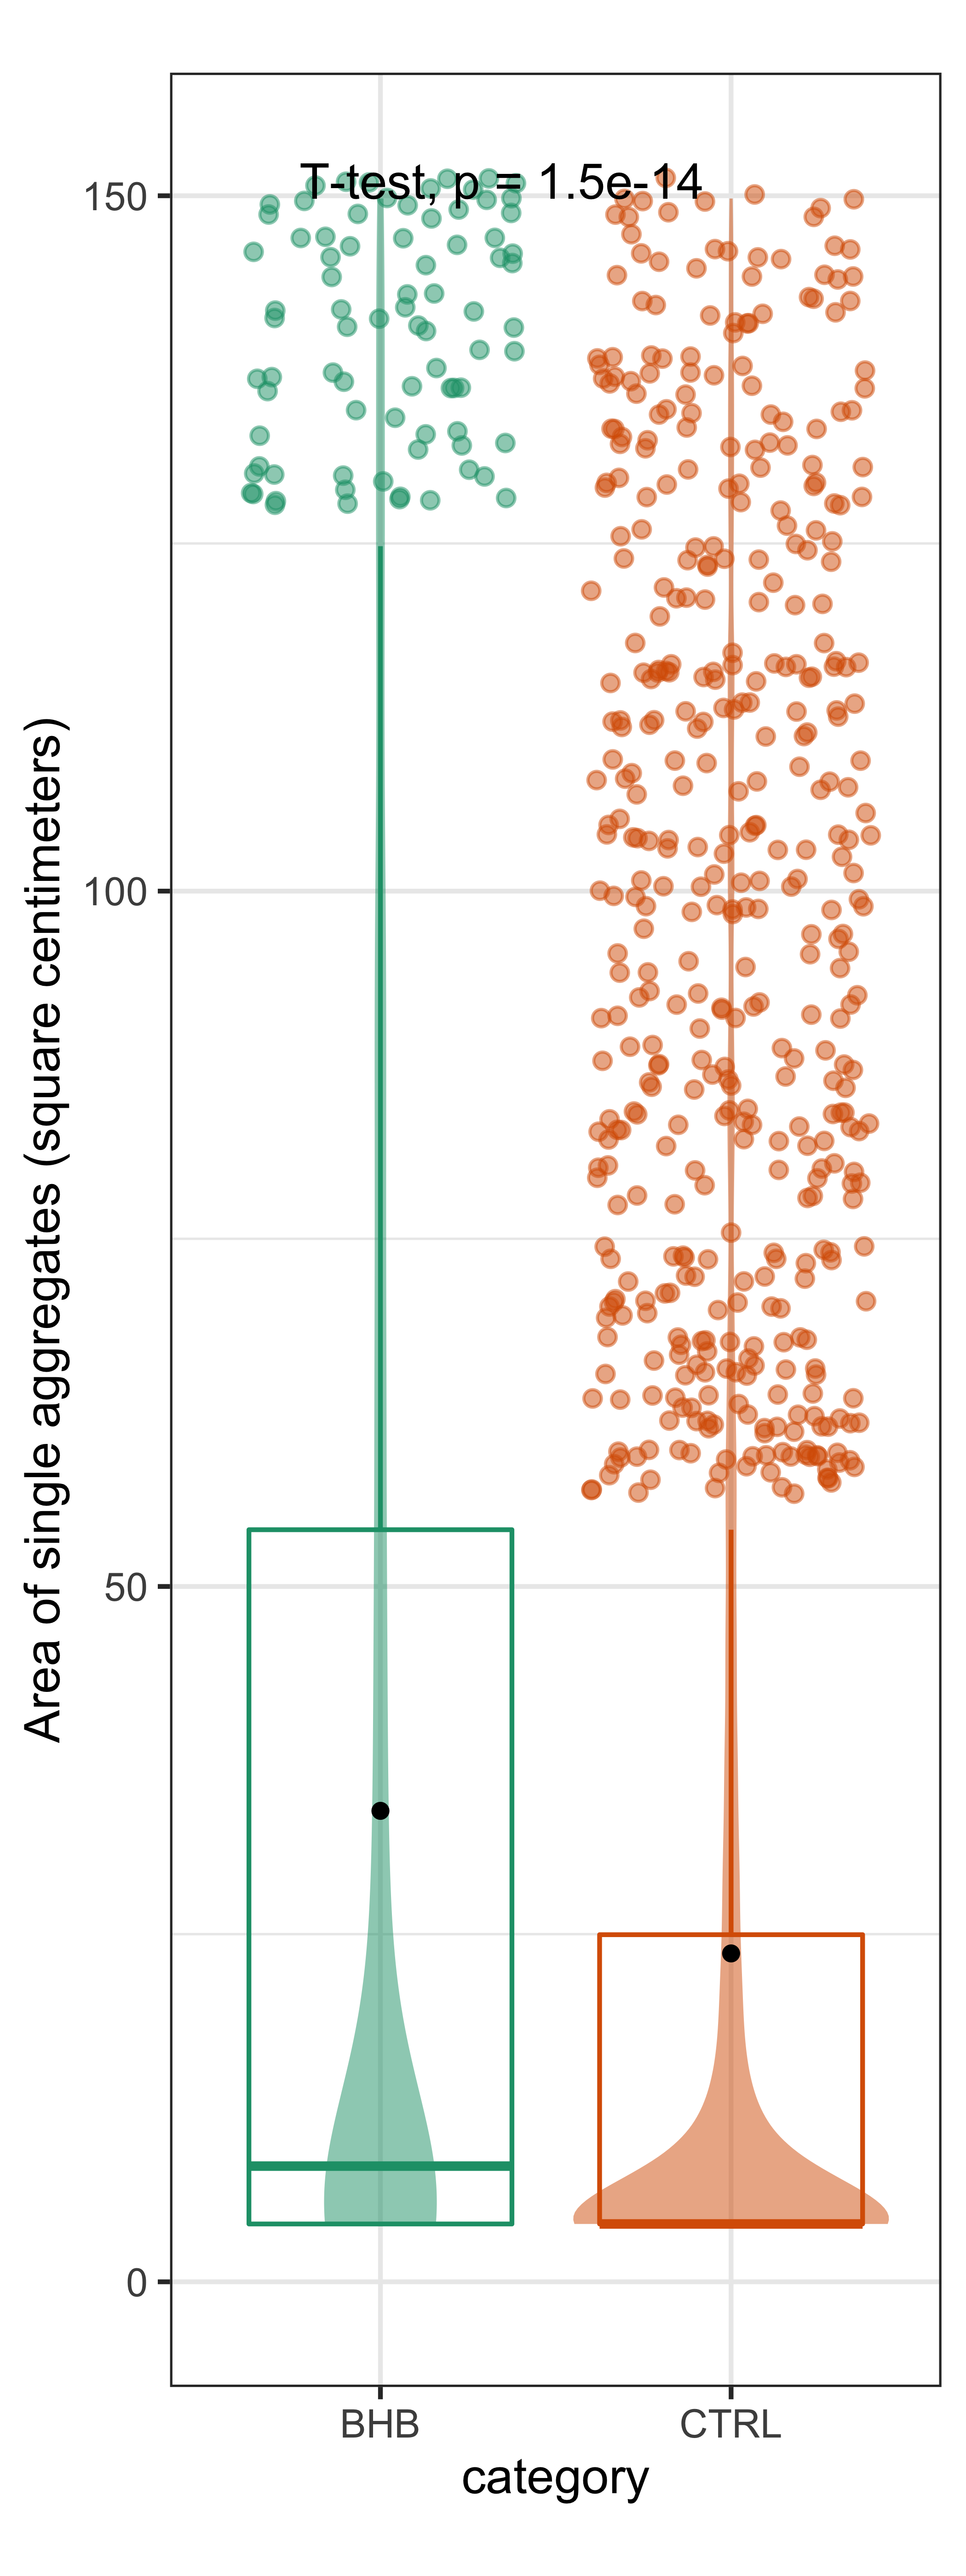 T-test, p = 1.5e-14
150
100
50
0
Area of single aggregates (square centimeters)
BHB
CTRL
category